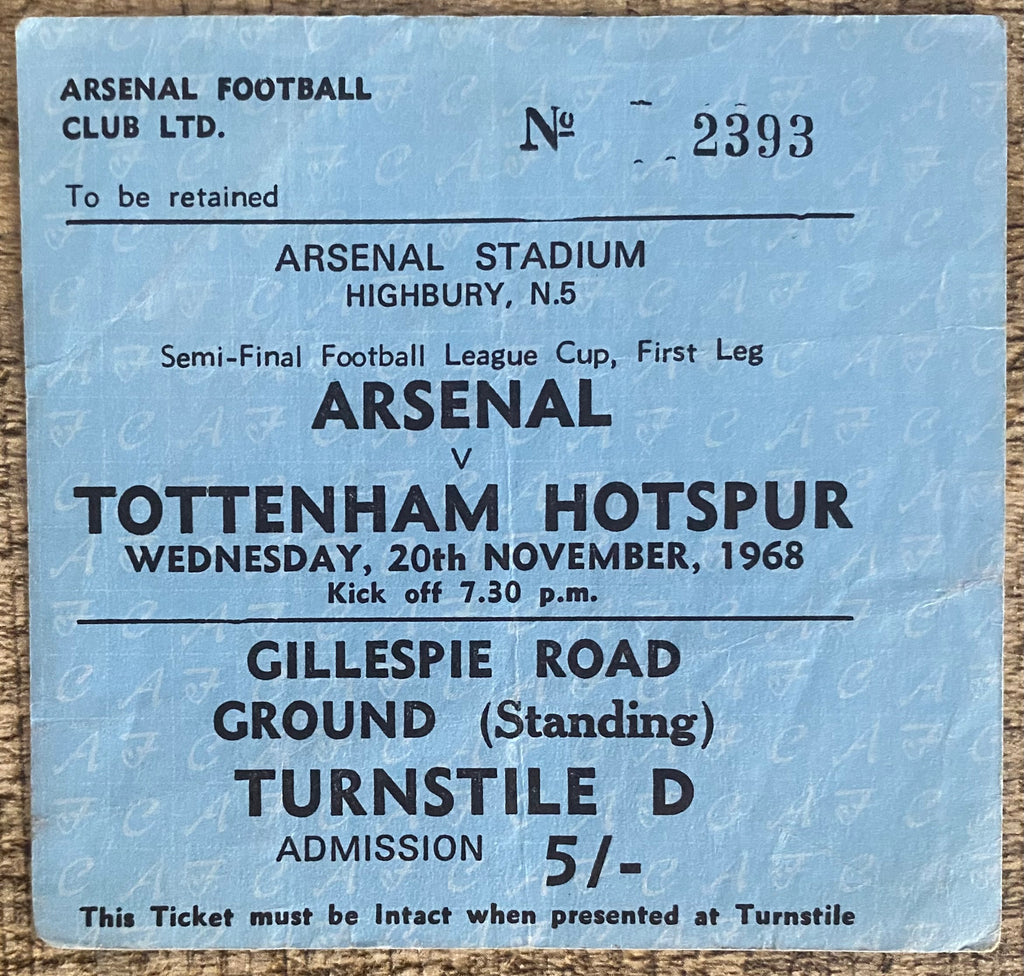 ARSENAL FOOTBALL
CLUB LTD.
Nº 2393
To be retained
ARSENAL STADIUM
HIGHBURY, N.5
Semi-Final Football League Cup, First Leg
ARSENAL
v
TOTTENHAM HOTSPUR
WEDNESDAY, 20th NOVEMBER, 1968
Kick off 7.30 p.m.
GILLESPIE ROAD
GROUND (Standing)
TURNSTILE D
ADMISSION 5/-
This Ticket must be Intact when presented at Turnstile